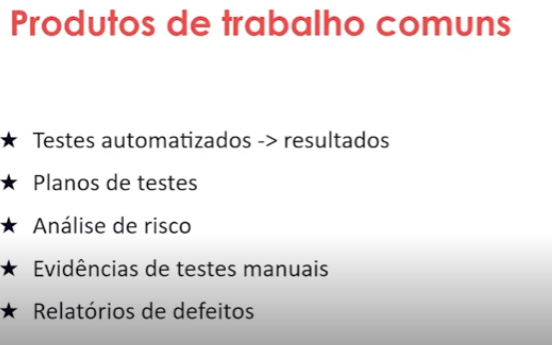 Produtos de trabalho comuns
★ Testes automatizados -> resultados
★ Planos de testes
★ Análise de risco
★ Evidências de testes manuais
★ Relatórios de defeitos